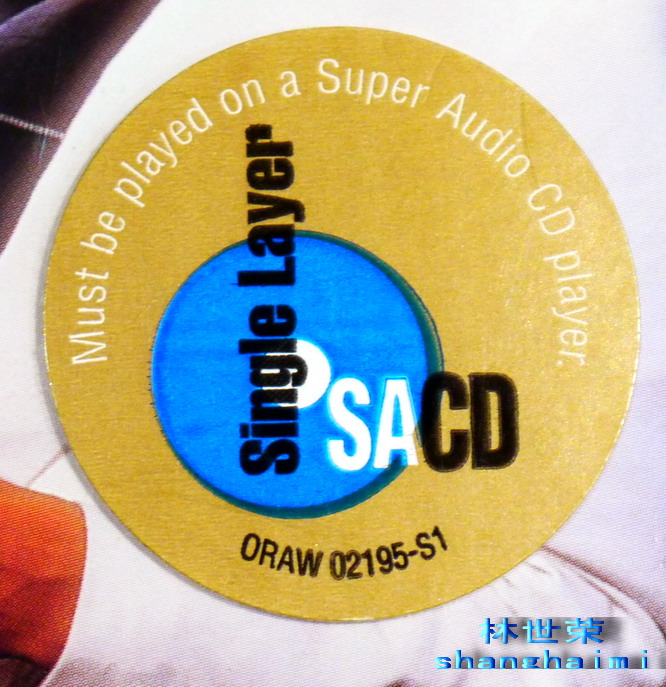 Must be played on a Super Audio CD player.
Single Layer
SACD
ORAW 02195-S1
林世荣
shanghaimi